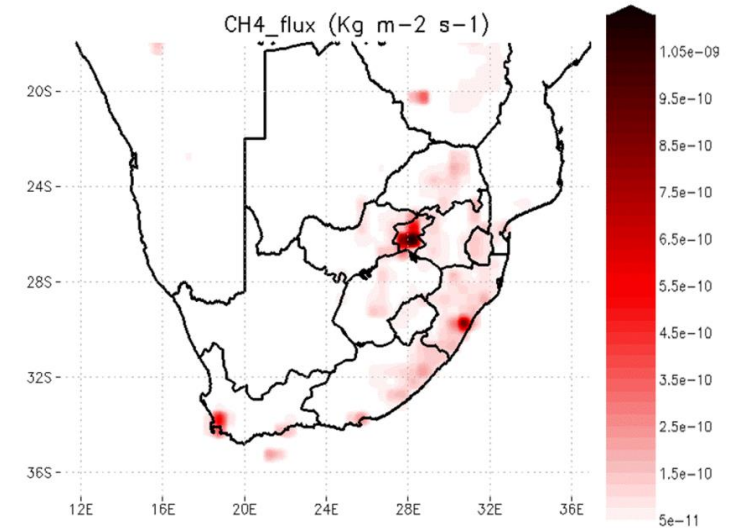 CH4_flux (Kg m-2 s-1)
1.05e-09
9.5e-10
8.5e-10
7.5e-10
6.5e-10
5.5e-10
4.5e-10
3.5e-10
2.5e-10
1.5e-10
5e-11
20S
24S
28S
32S
36S
12E 16E 20E 24E 28E 32E 36E